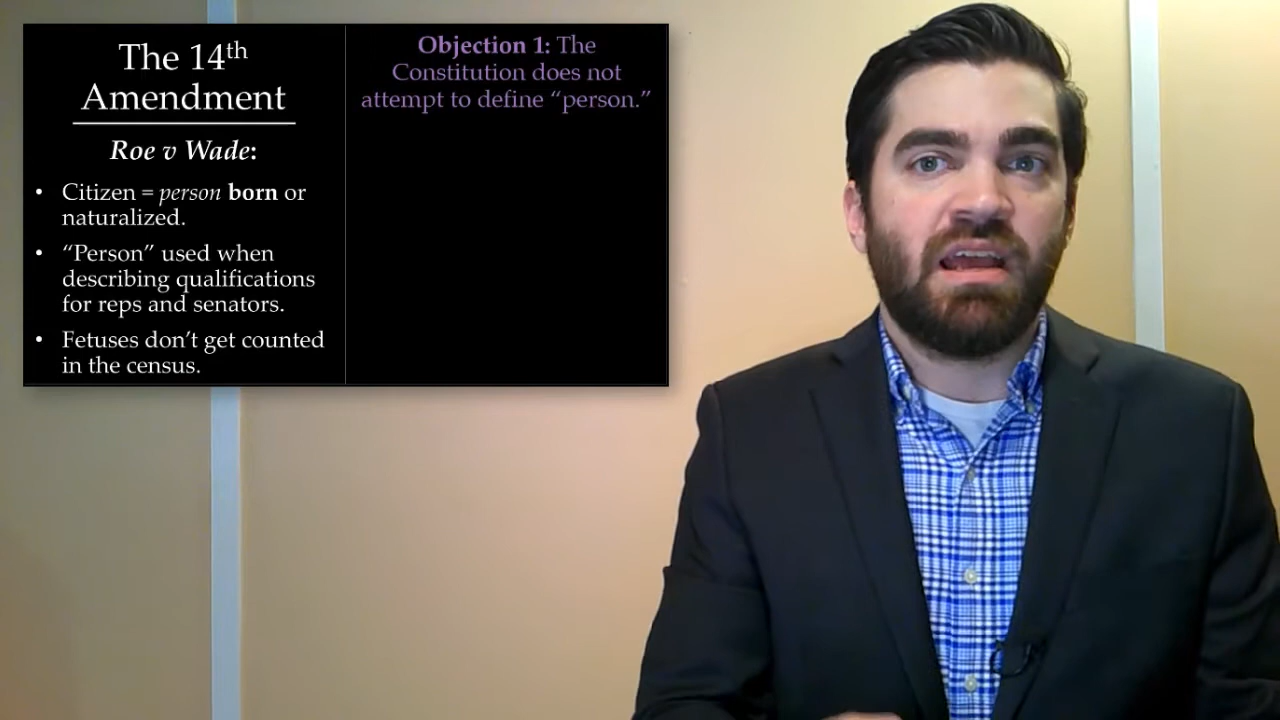 The 14th
Amendment
Roe v Wade:
• Citizen = person born or
naturalized.
• “Person” used when
describing qualifications
for reps and senators.
• Fetuses don’t get counted
in the census.
Objection 1: The
Constitution does not
attempt to define “person.”